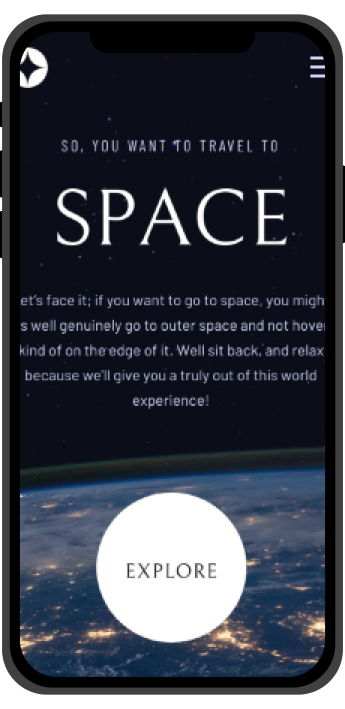 SO, YOU WANT TO TRAVEL TO
SPACE
et's face it; if you want to go to space, you migh
s well genuinely go to outer space and not hover
kind of on the edge of it. Well sit back, and relax
because we'll give you a truly out of this world
experience!
EXPLORE